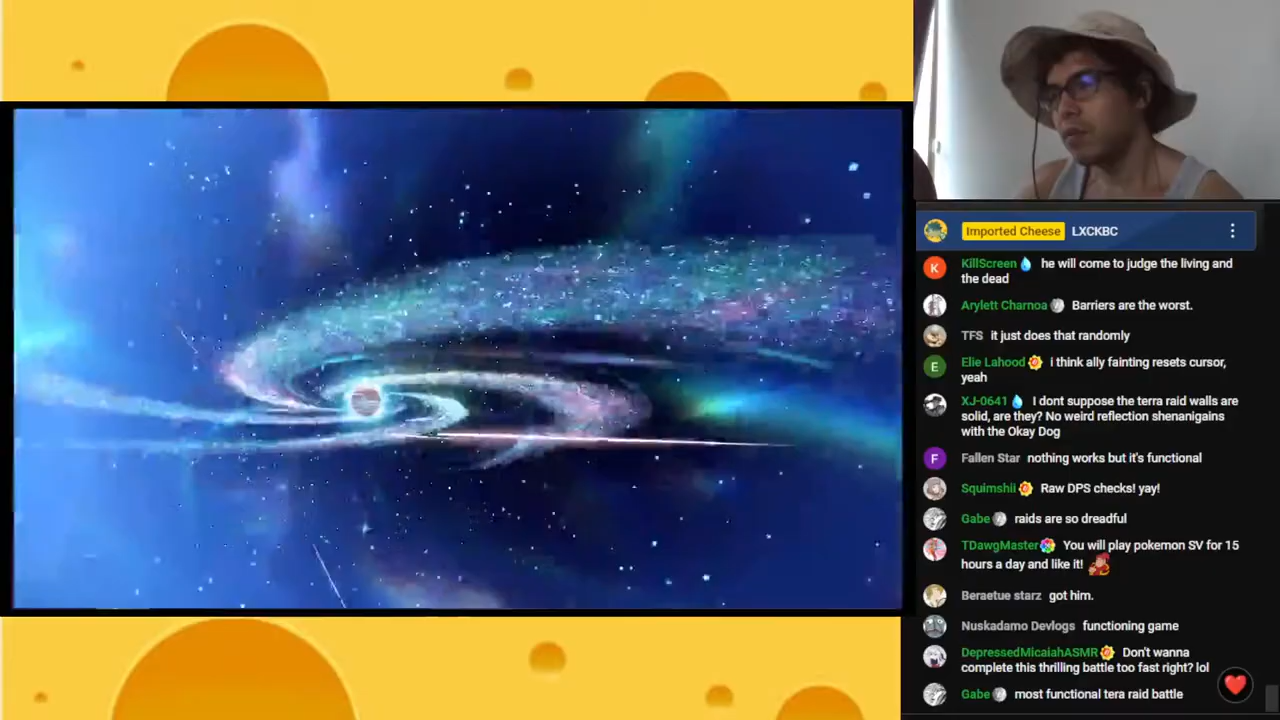 Imported Cheese LXCKBC
K KillScreen he will come to judge the living and
the dead
Arylett Charnoa Barriers are the worst.
TFS it just does that randomly
E Elie Lahood i think ally fainting resets cursor,
yeah
XJ-0641 I dont suppose the terra raid walls are
solid, are they? No weird reflection shenanigains
with the Okay Dog
F Fallen Star nothing works but it's functional
Squimshii Raw DPS checks! yay!
Gabe raids are so dreadful
TDawgMaster You will play pokemon SV for 15
hours a day and like it!
Beraetue starz got him.
Nuskadamo Devlogs functioning game
DepressedMicaiahASMR Don't wanna
complete this thrilling battle too fast right? lol
Gabe most functional tera raid battle